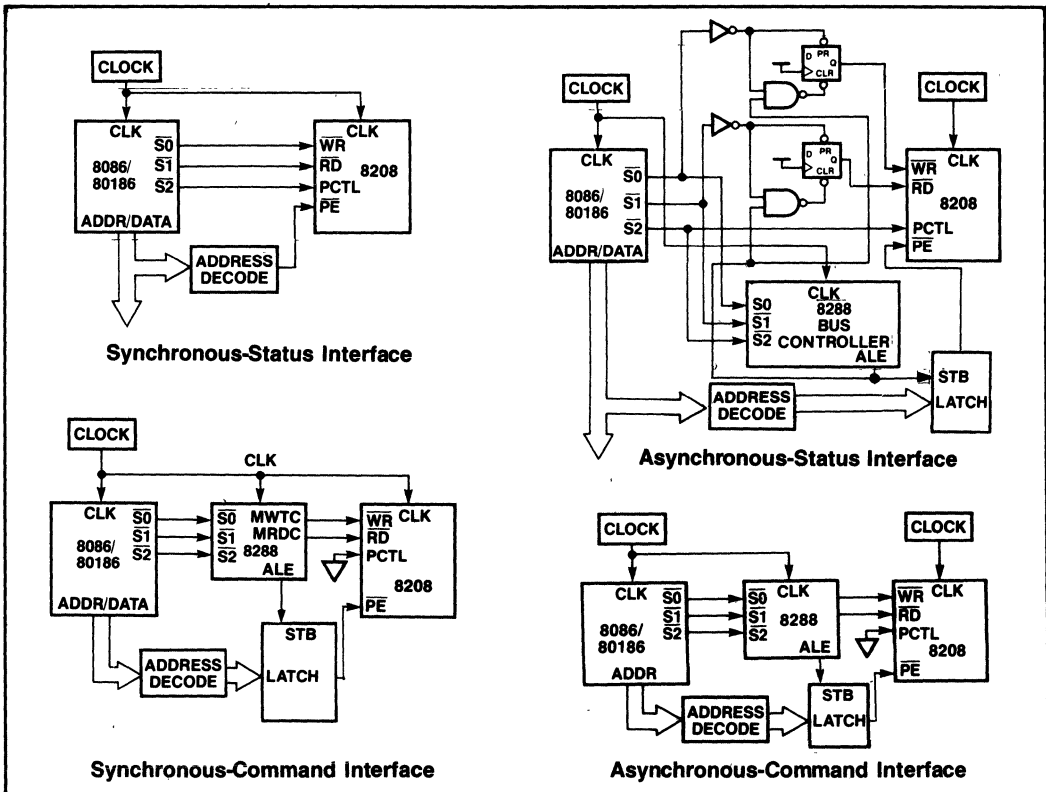 CLOCK
CLK
8086/
80186
S0
S1
S2
ADDR/DATA
CLK
WR
RD
PCTL
PE
8208
ADDRESS
DECODE
Synchronous-Status Interface
CLOCK
CLK
8086/
80186
S0
S1
S2
ADDR/DATA
D PR Q
CLR
D PR Q
CLR
CLOCK
CLK
WR
RD
8208
PCTL
PE
CLK
8288
BUS
CONTROLLER
S0
S1
S2
ALE
STB
LATCH
ADDRESS
DECODE
Asynchronous-Status Interface
CLOCK
CLK
CLK
8086/
80186
S0
S1
S2
ADDR/DATA
S0
S1
S2
MWTC
MRDC
8288
ALE
WR
CLK
RD
PCTL
8208
PE
STB
LATCH
ADDRESS
DECODE
Synchronous-Command Interface
CLOCK
CLK
8086/
80186
S0
S1
S2
ADDR
S0
S1
S2
CLK
8288
ALE
CLOCK
CLK
WR
RD
PCTL
8208
PE
STB
LATCH
ADDRESS
DECODE
Asynchronous-Command Interface